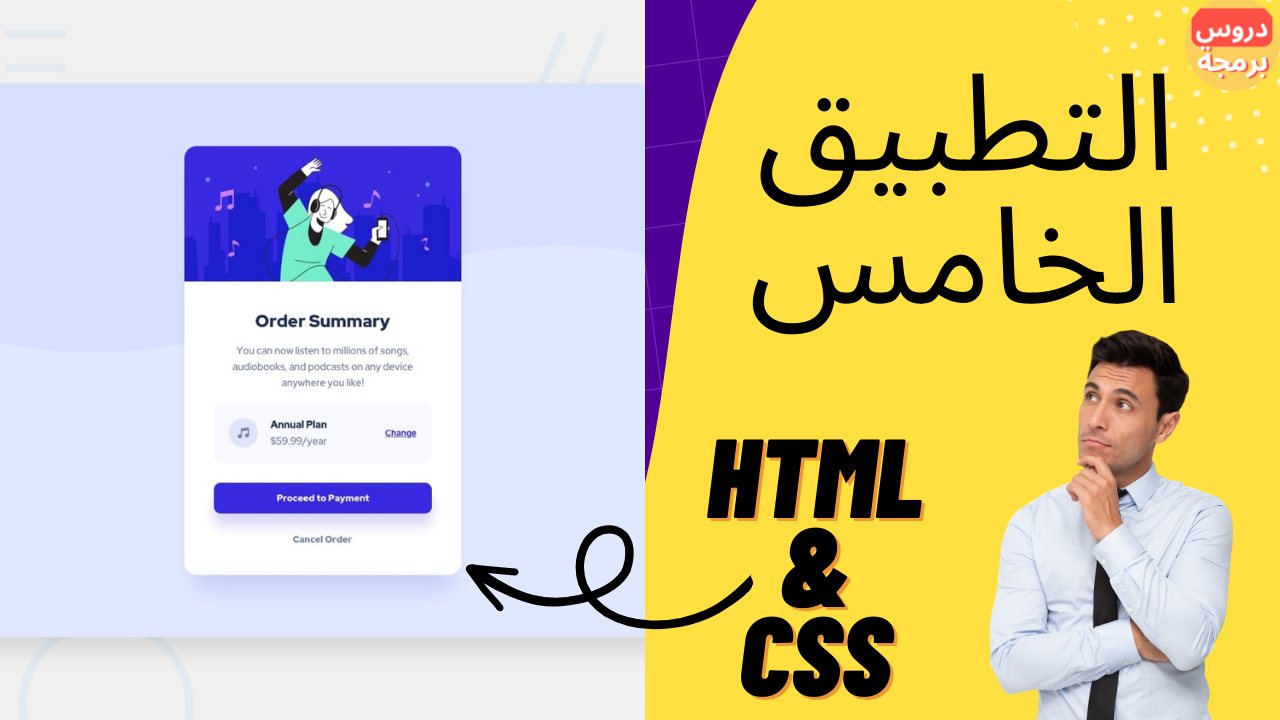 دروس
برمجة
التطبيق
الخامس
HTML
&
CSS
Order Summary
You can now listen to millions of songs,
audiobooks, and podcasts on any device
anywhere you like!
Annual Plan
$59.99/year
Change
Proceed to Payment
Cancel Order